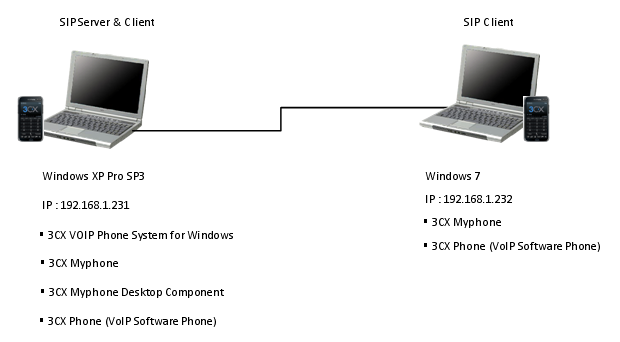 SIPServer & Client
SIP Client
3CX
3CX
Windows XP Pro SP3
IP : 192.168.1.231
▪ 3CX VOIP Phone System for Windows
▪ 3CX Myphone
▪ 3CX Myphone Desktop Component
▪ 3CX Phone (VoIP Software Phone)
Windows 7
IP : 192.168.1.232
▪ 3CX Myphone
▪ 3CX Phone (VoIP Software Phone)